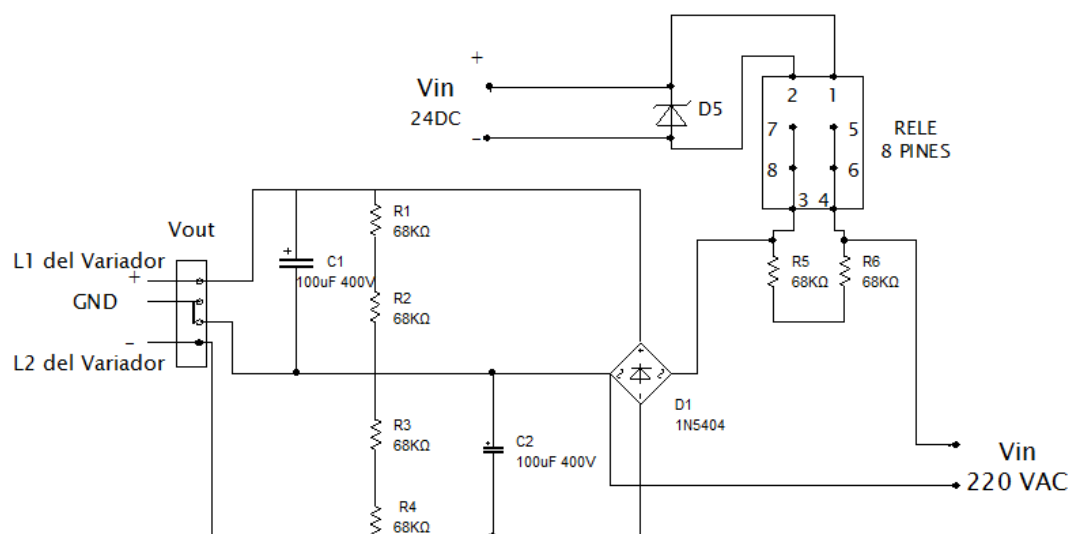 +
Vin
24DC
−
D5
2 1
7 5
8 6
3 4
RELE
8 PINES
Vout
L1 del Variador
+
GND
−
L2 del Variador
+
C1
100uF 400V
R1
68KΩ
R2
68KΩ
R3
68KΩ
R4
68KΩ
+
C2
100uF 400V
+
-
D1
1N5404
R5
68KΩ
R6
68KΩ
Vin
220 VAC